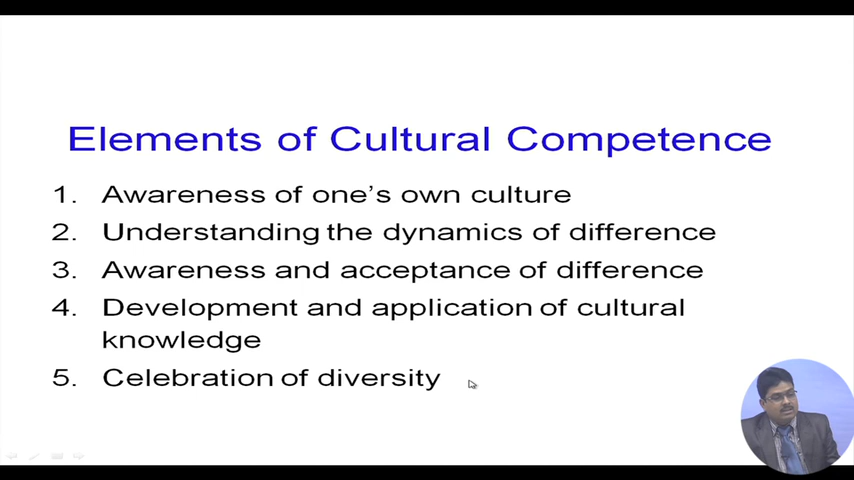 Elements of Cultural Competence
1. Awareness of one's own culture
2. Understanding the dynamics of difference
3. Awareness and acceptance of difference
4. Development and application of cultural
knowledge
5. Celebration of diversity